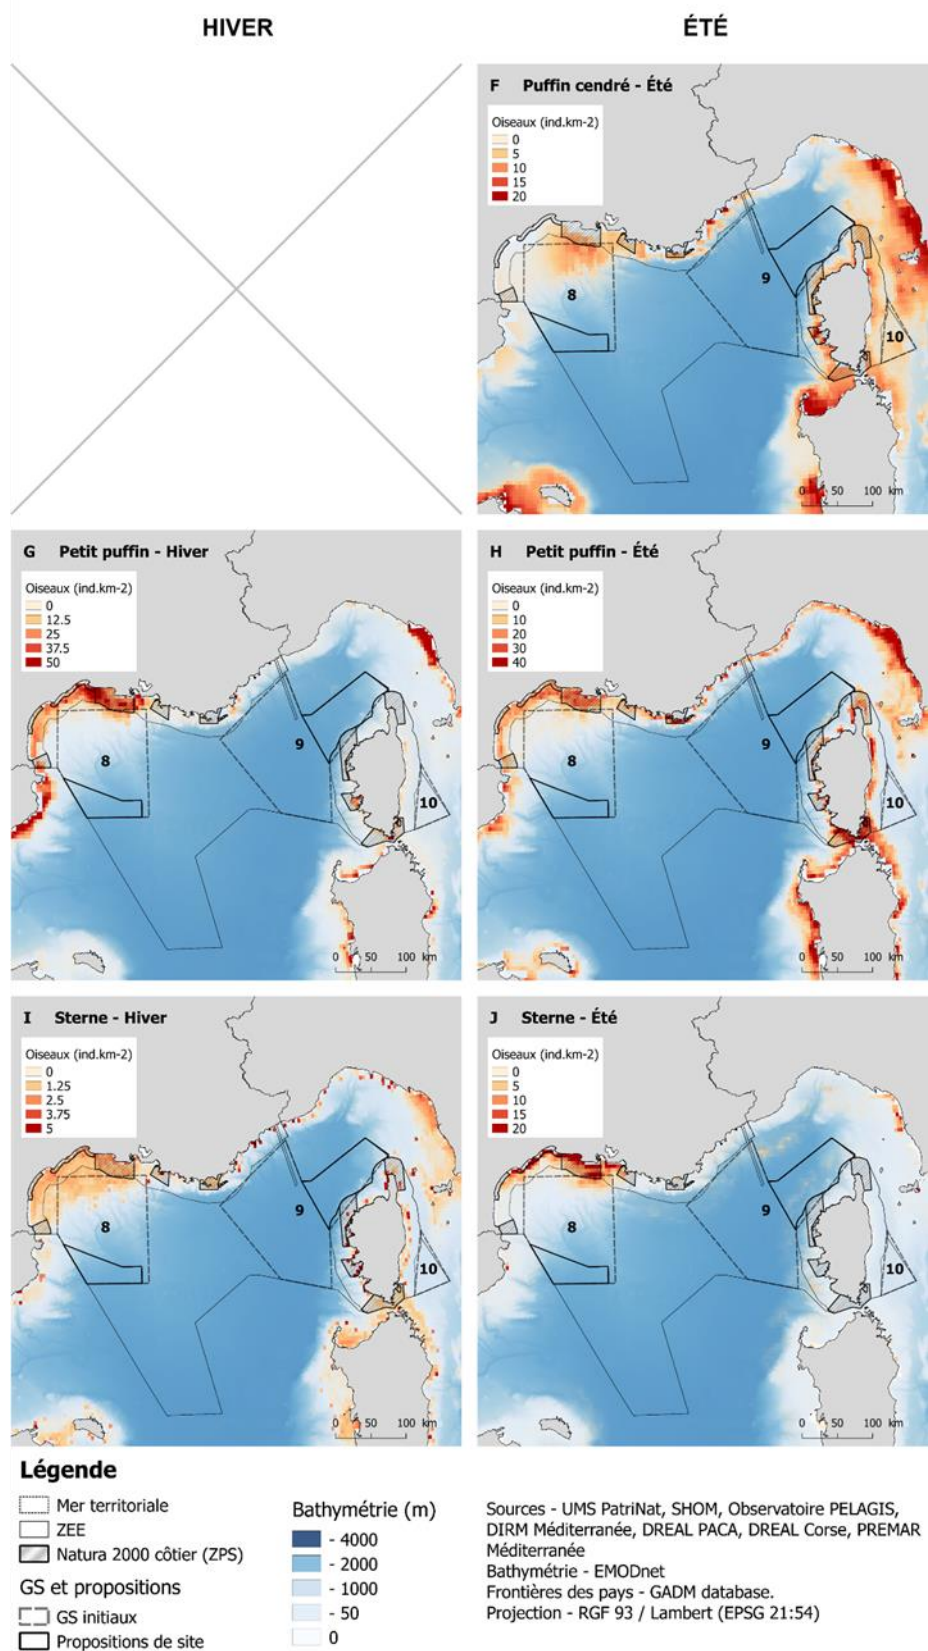 HIVER
ÉTÉ
F Puffin cendré - Été
Oiseaux (ind.km-2)
0
5
10
15
20
8
9
10
0 50 100 km
G Petit puffin - Hiver
Oiseaux (ind.km-2)
0
12.5
25
37.5
50
8
9
10
0 50 100 km
H Petit puffin - Été
Oiseaux (ind.km-2)
0
10
20
30
40
8
9
10
0 50 100 km
I Sterne - Hiver
Oiseaux (ind.km-2)
0
1.25
2.5
3.75
5
8
9
10
0 50 100 km
J Sterne - Été
Oiseaux (ind.km-2)
0
5
10
15
20
8
9
10
0 50 100 km
Légende
Mer territoriale
ZEE
Natura 2000 côtier (ZPS)
GS et propositions
GS initiaux
Propositions de site
Bathymétrie (m)
- 4000
- 2000
- 1000
- 50
0
Sources - UMS PatriNat, SHOM, Observatoire PELAGIS,
DIRM Méditerranée, DREAL PACA, DREAL Corse, PREMAR
Méditerranée
Bathymétrie - EMODnet
Frontières des pays - GADM database.
Projection - RGF 93 / Lambert (EPSG 21:54)